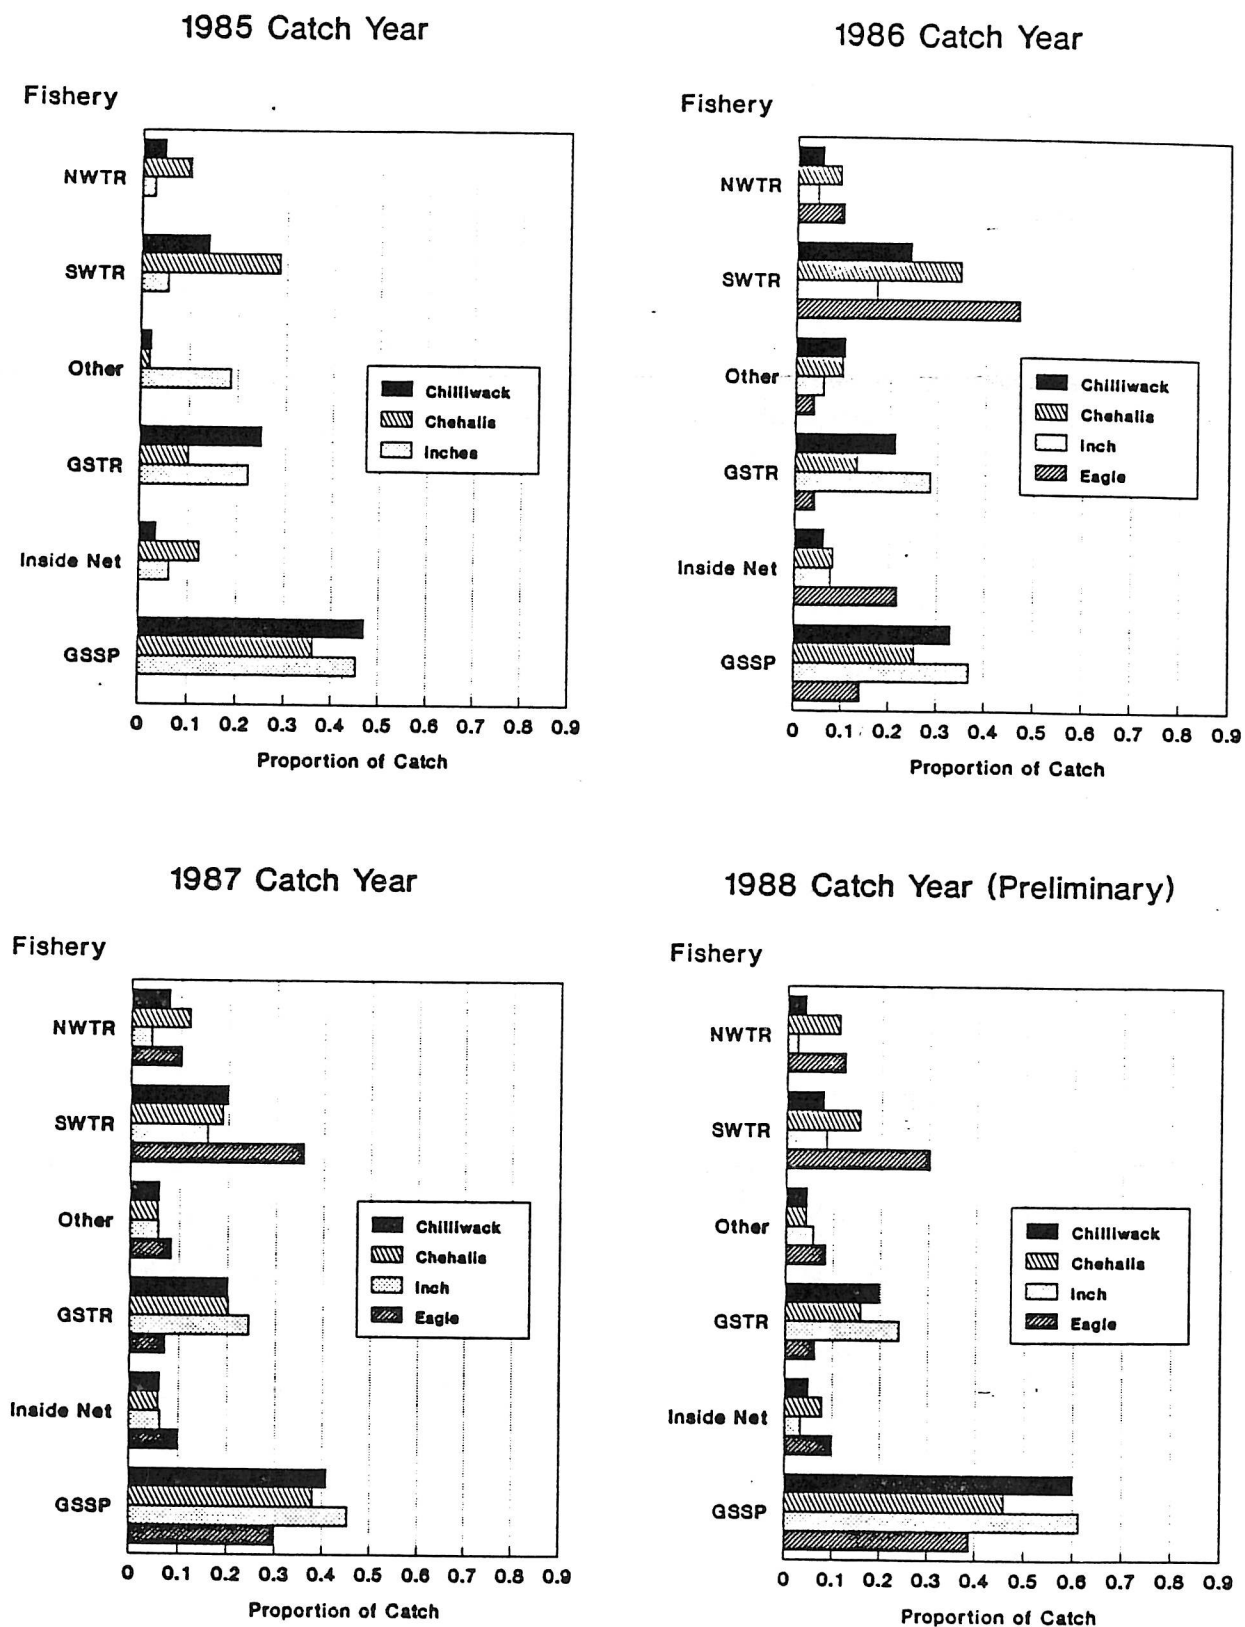 1985 Catch Year
Fishery
NWTR
SWTR
Other
GSTR
Inside Net
GSSP
Chilliwack
Chehalis
Inches
0 0.1 0.2 0.3 0.4 0.5 0.6 0.7 0.8 0.9
Proportion of Catch
1986 Catch Year
Fishery
NWTR
SWTR
Other
GSTR
Inside Net
GSSP
Chilliwack
Chehalis
Inch
Eagle
0 0.1 0.2 0.3 0.4 0.5 0.6 0.7 0.8 0.9
Proportion of Catch
1987 Catch Year
Fishery
NWTR
SWTR
Other
GSTR
Inside Net
GSSP
Chilliwack
Chehalis
Inch
Eagle
0 0.1 0.2 0.3 0.4 0.5 0.6 0.7 0.8 0.9
Proportion of Catch
1988 Catch Year (Preliminary)
Fishery
NWTR
SWTR
Other
GSTR
Inside Net
GSSP
Chilliwack
Chehalis
Inch
Eagle
0 0.1 0.2 0.3 0.4 0.5 0.6 0.7 0.8 0.9
Proportion of Catch